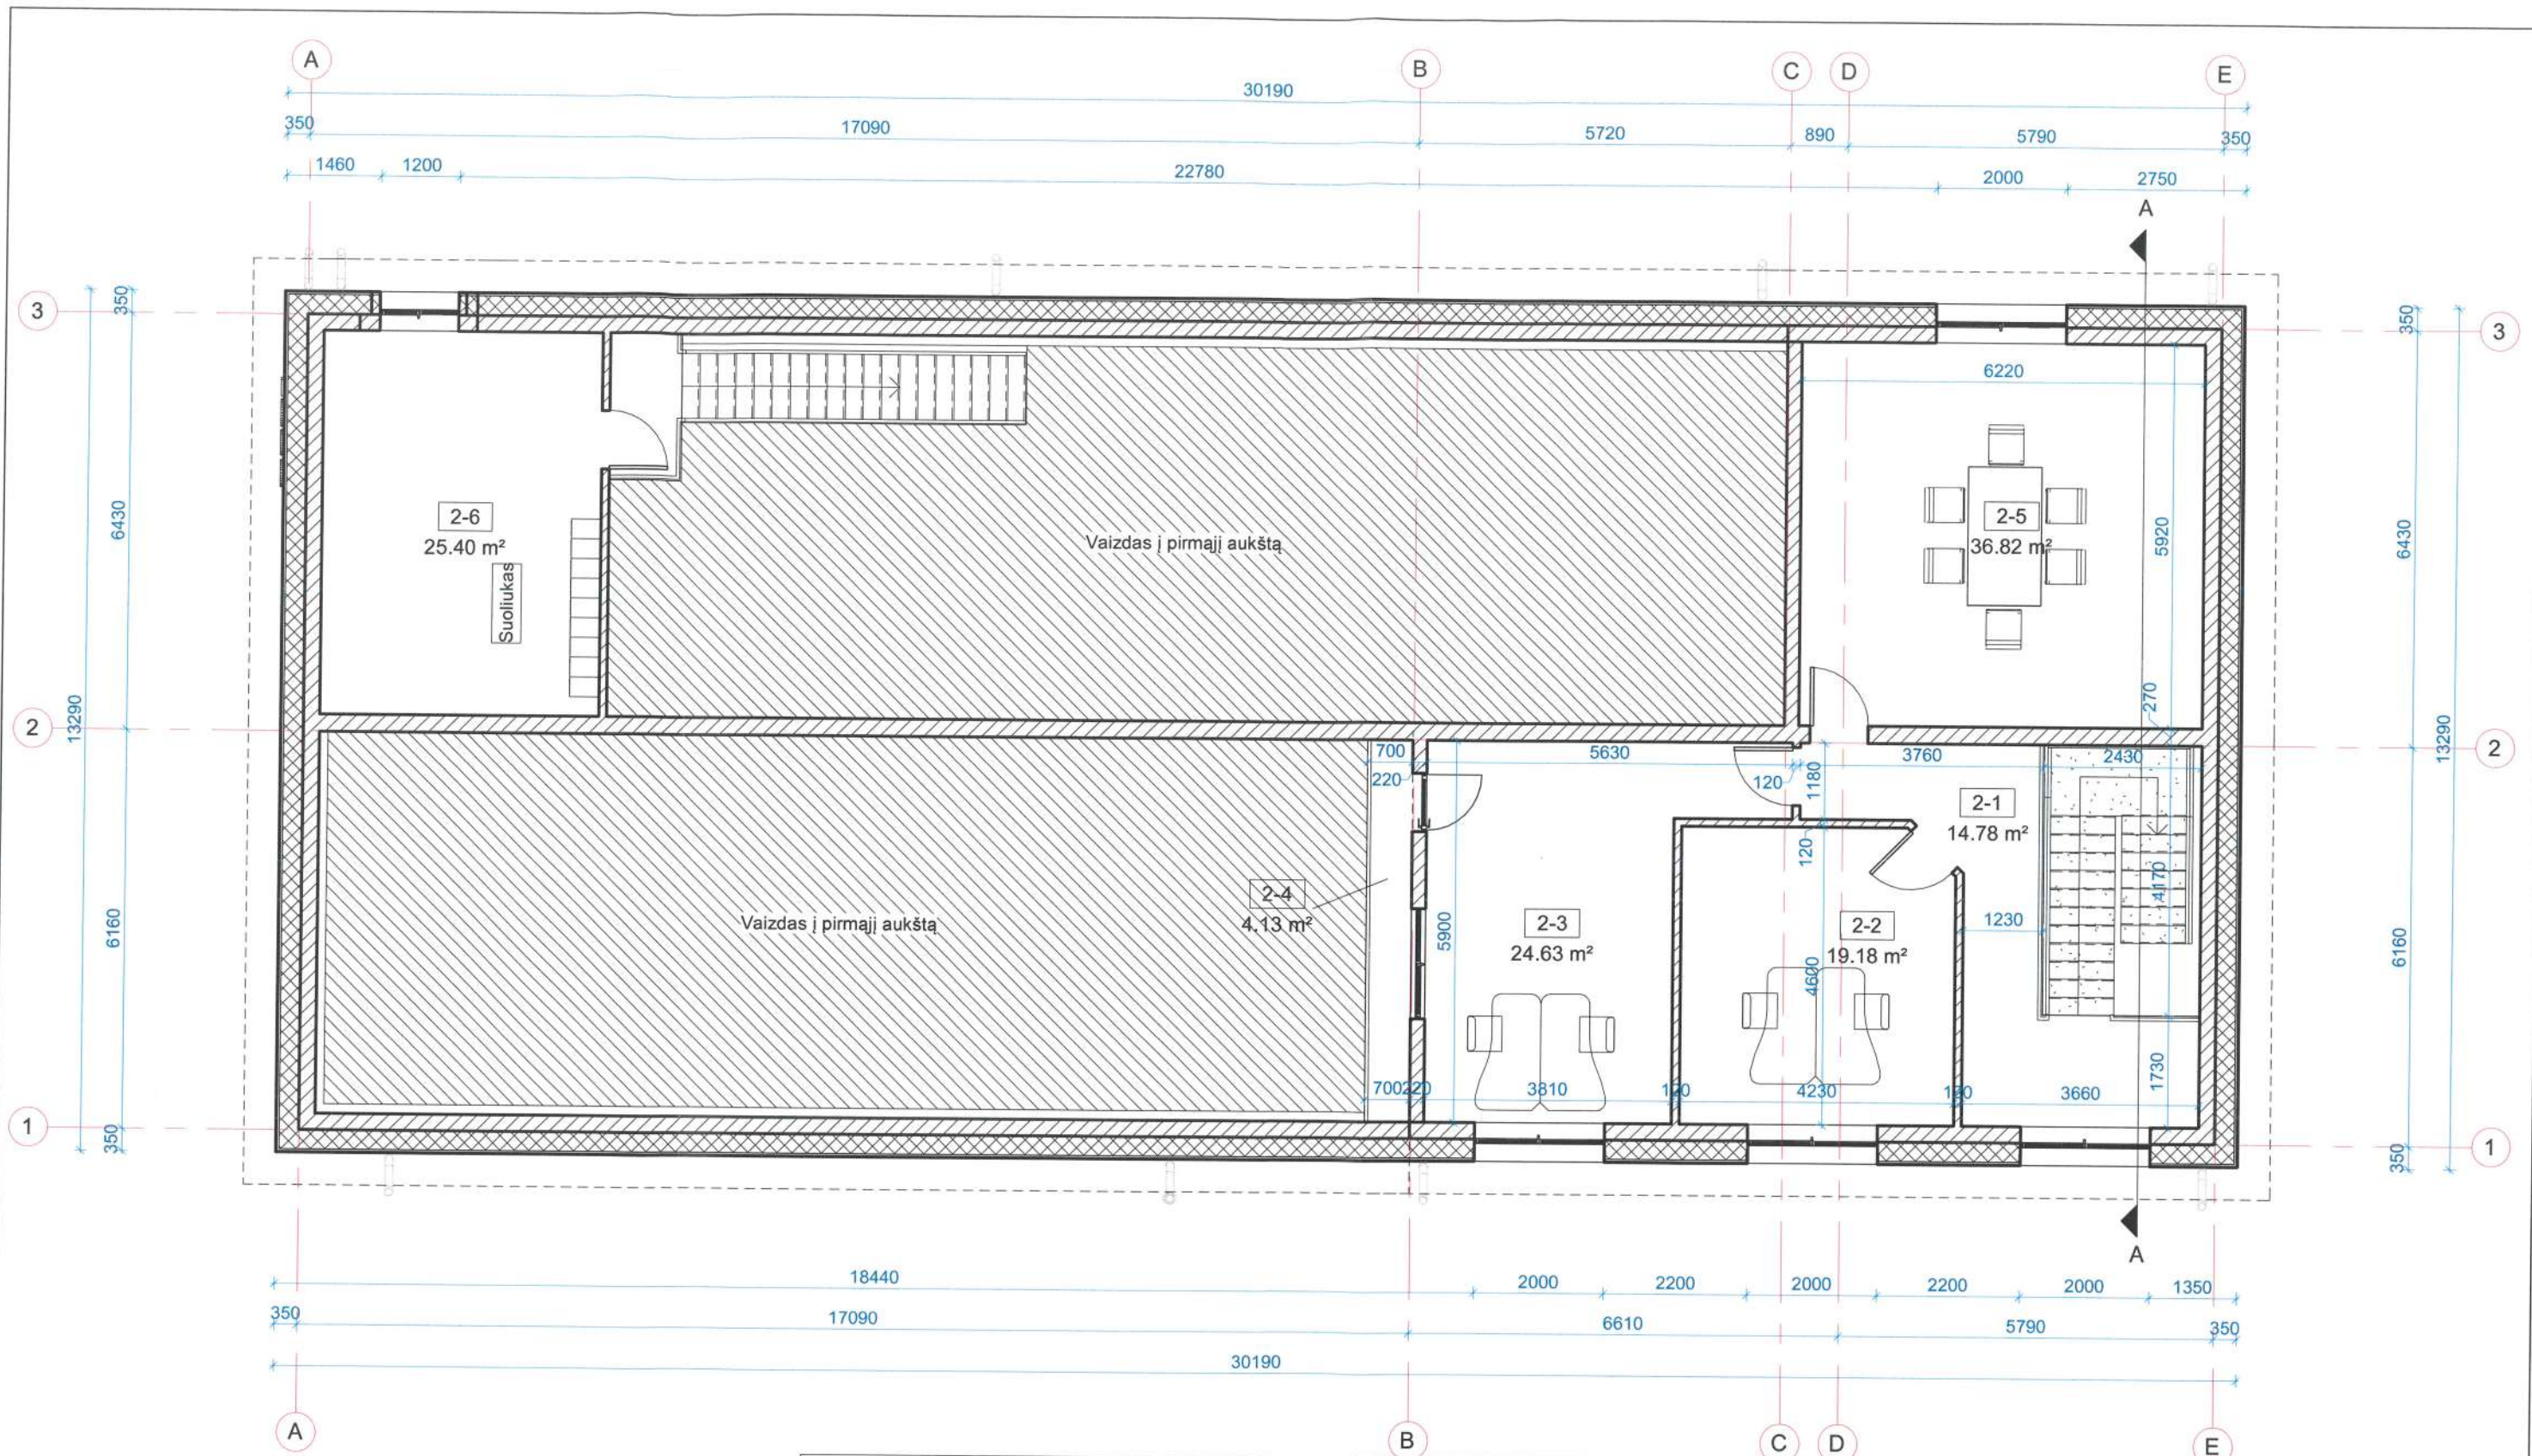 A B C D E
30190
350 17090 5720 890 5790 350
1460 1200 22780 2000 2750
A
3 350 350 3
6220
2-6
25.40 m²
Suoliukas
Vaizdas į pirmąjį aukštą
2-5
36.82 m²
5920
6430 6430
270
2 13290 13290 2
700 5630 3760 2430
220 120 1180
2-1
14.78 m²
120
4170
2-4
4.13 m²
Vaizdas į pirmąjį aukštą
5900
2-3
24.63 m²
2-2
19.18 m²
1230
4600
6160 6160
700 220 3810 120 4230 120 3660
1730
1 350 350 1
A
18440 2000 2200 2000 2200 2000 1350
350 17090 6610 5790 350
30190
A B C D E